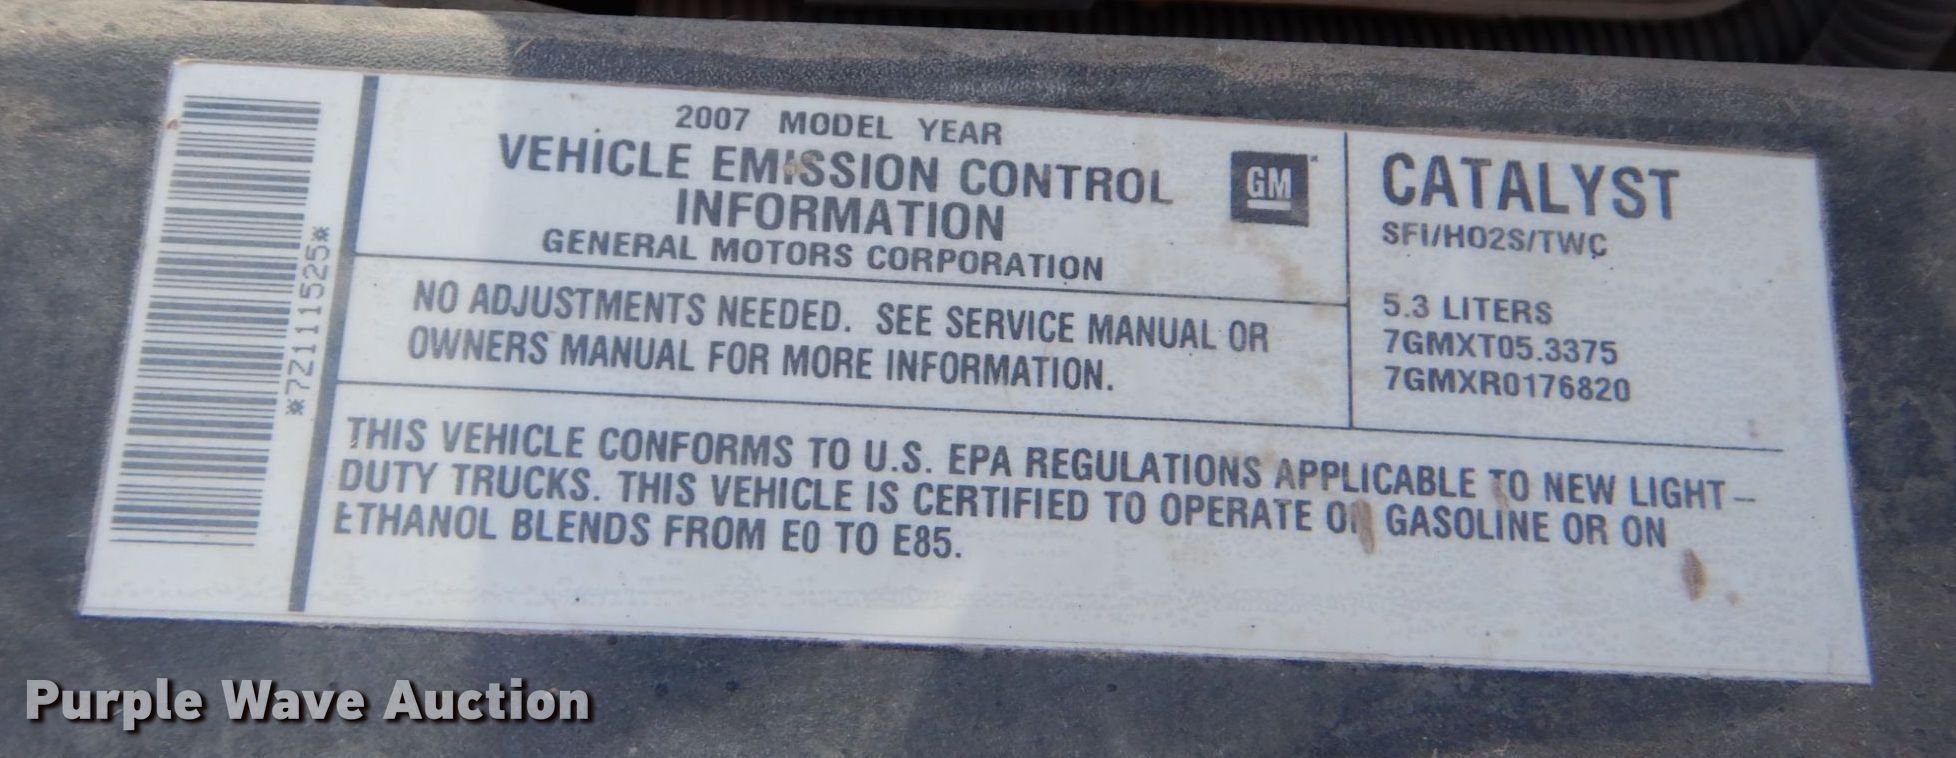 2007 MODEL YEAR
VEHICLE EMISSION CONTROL
INFORMATION
GENERAL MOTORS CORPORATION
GM
NO ADJUSTMENTS NEEDED. SEE SERVICE MANUAL OR
OWNERS MANUAL FOR MORE INFORMATION.
CATALYST
SFI/HO2S/TWC
5.3 LITERS
7GMXT05.3375
7GMXR0176820
THIS VEHICLE CONFORMS TO U.S. EPA REGULATIONS APPLICABLE TO NEW LIGHT–
DUTY TRUCKS. THIS VEHICLE IS CERTIFIED TO OPERATE ON GASOLINE OR ON
ETHANOL BLENDS FROM E0 TO E85.
*7Z1111525*
Purple Wave Auction